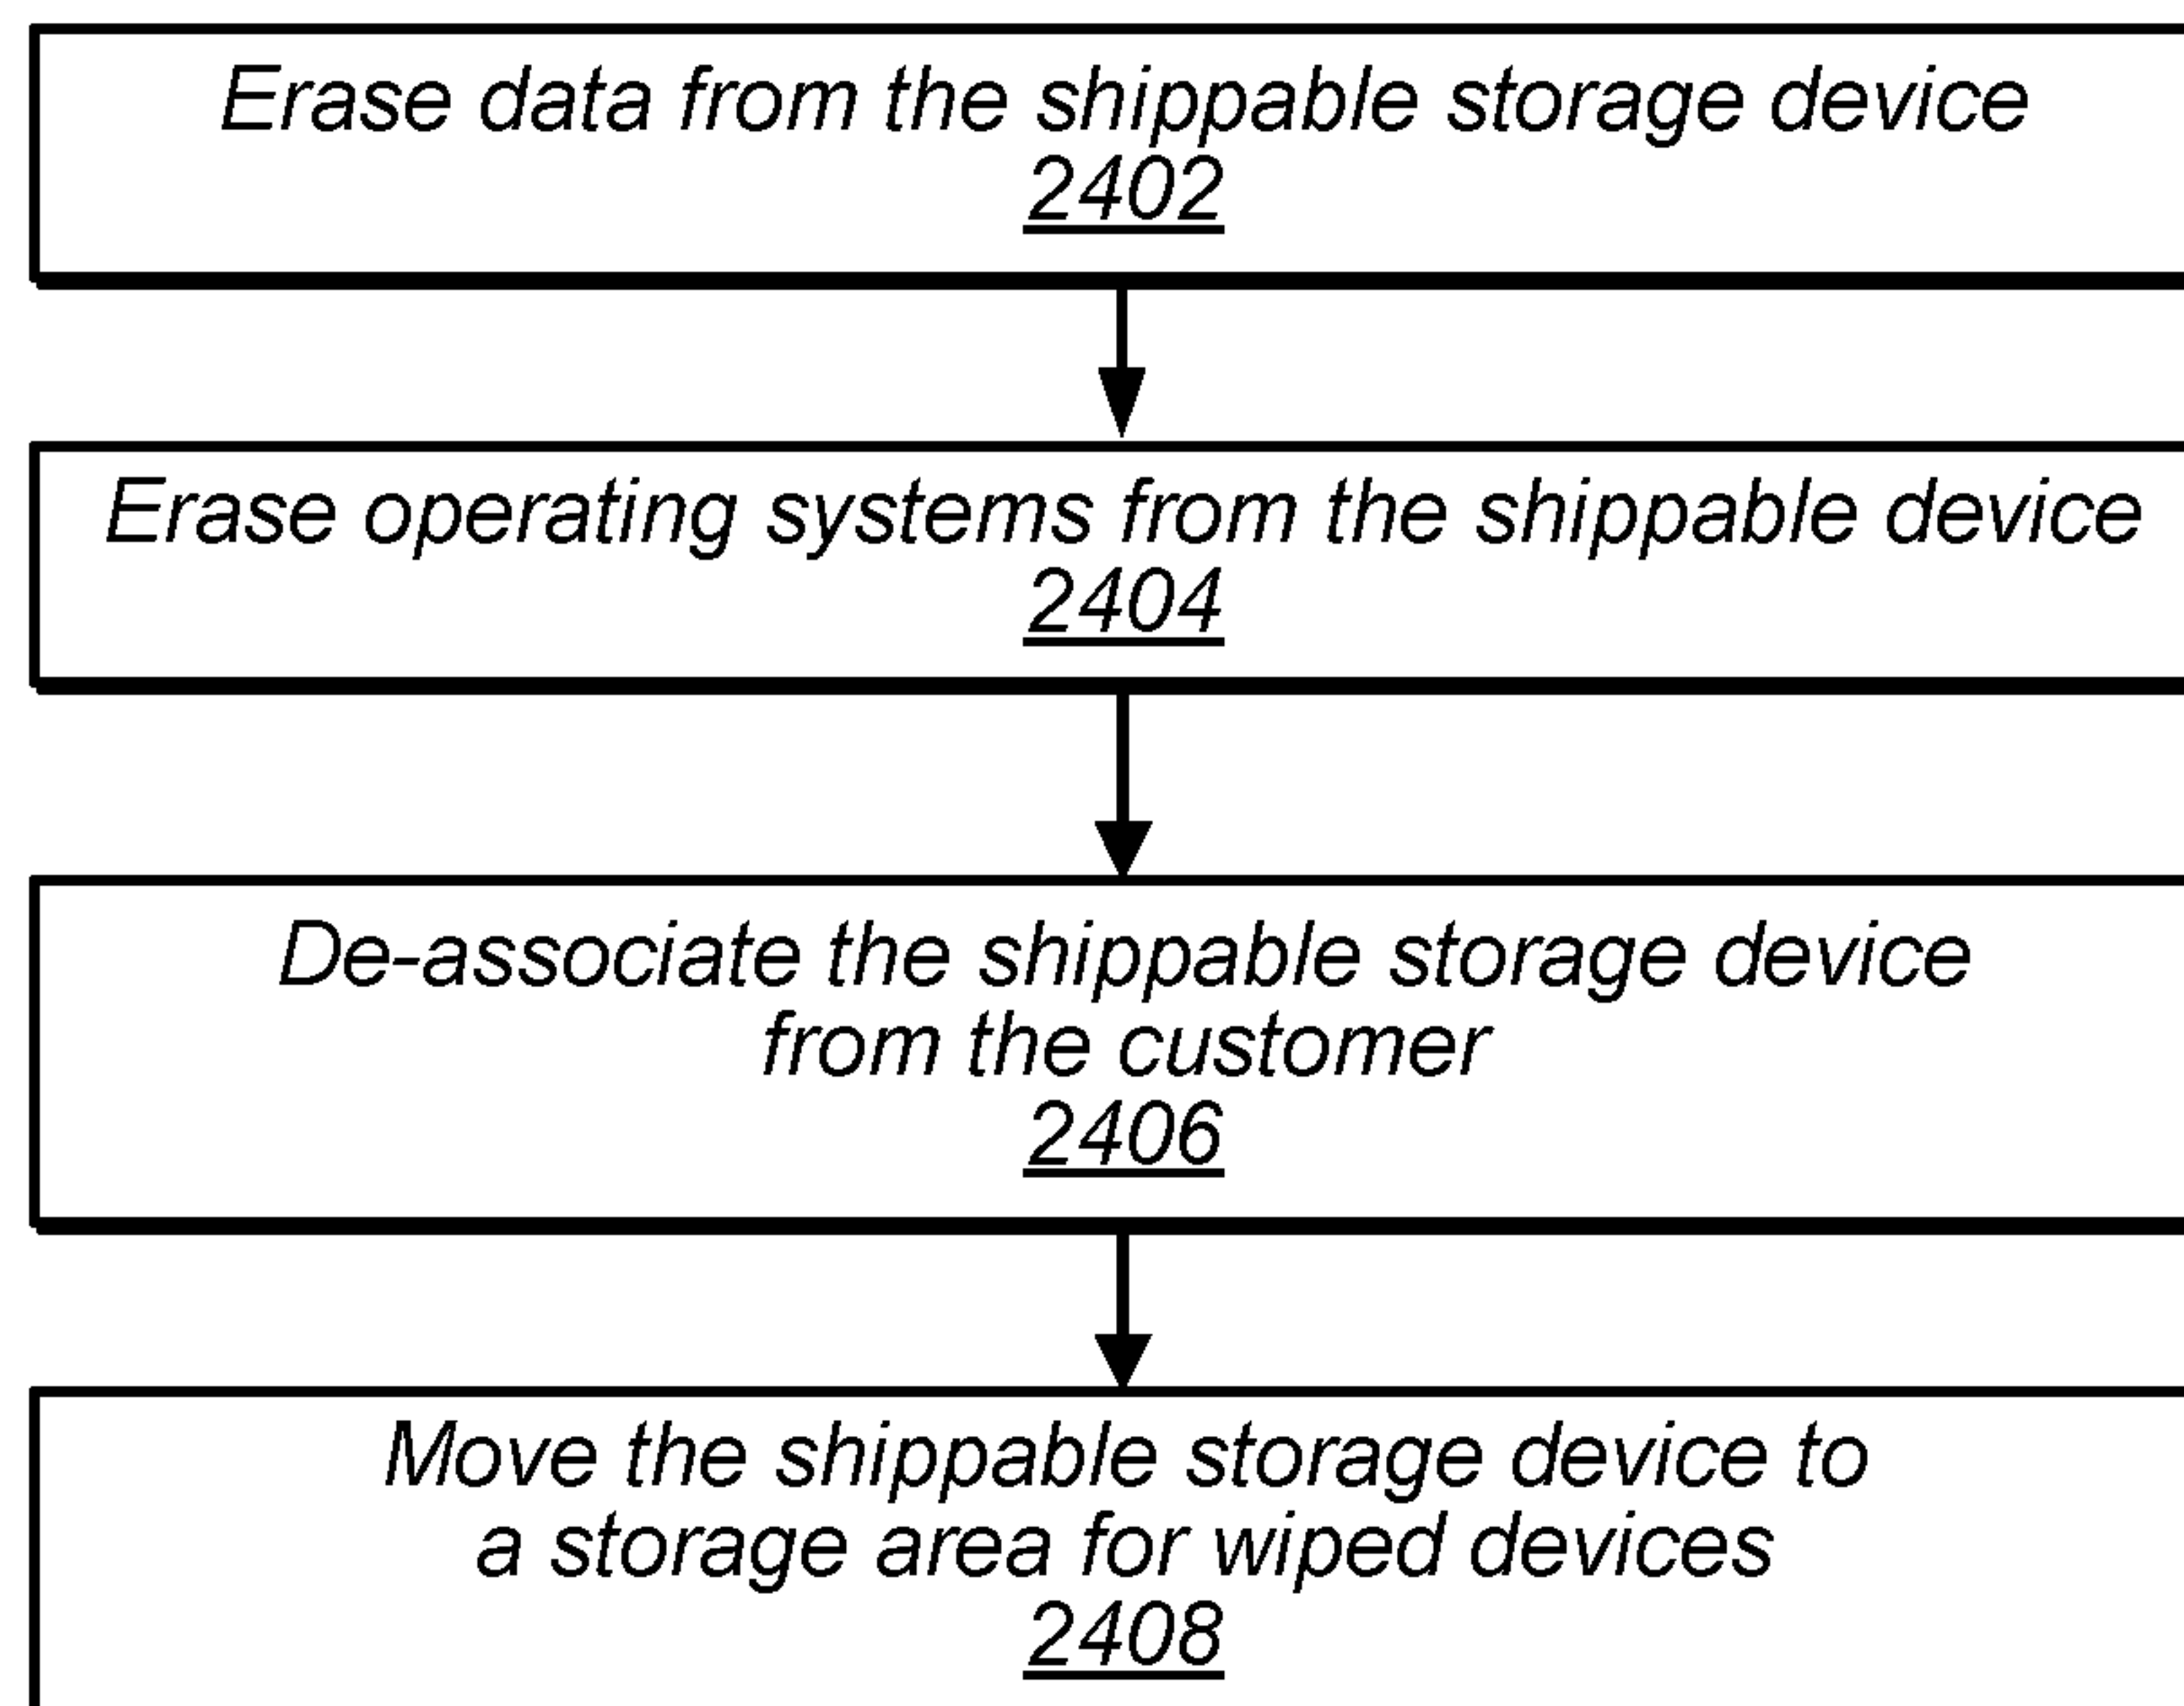 Erase data from the shippable storage device
2402
Erase operating systems from the shippable device
2404
De-associate the shippable storage device
from the customer
2406
Move the shippable storage device to
a storage area for wiped devices
2408